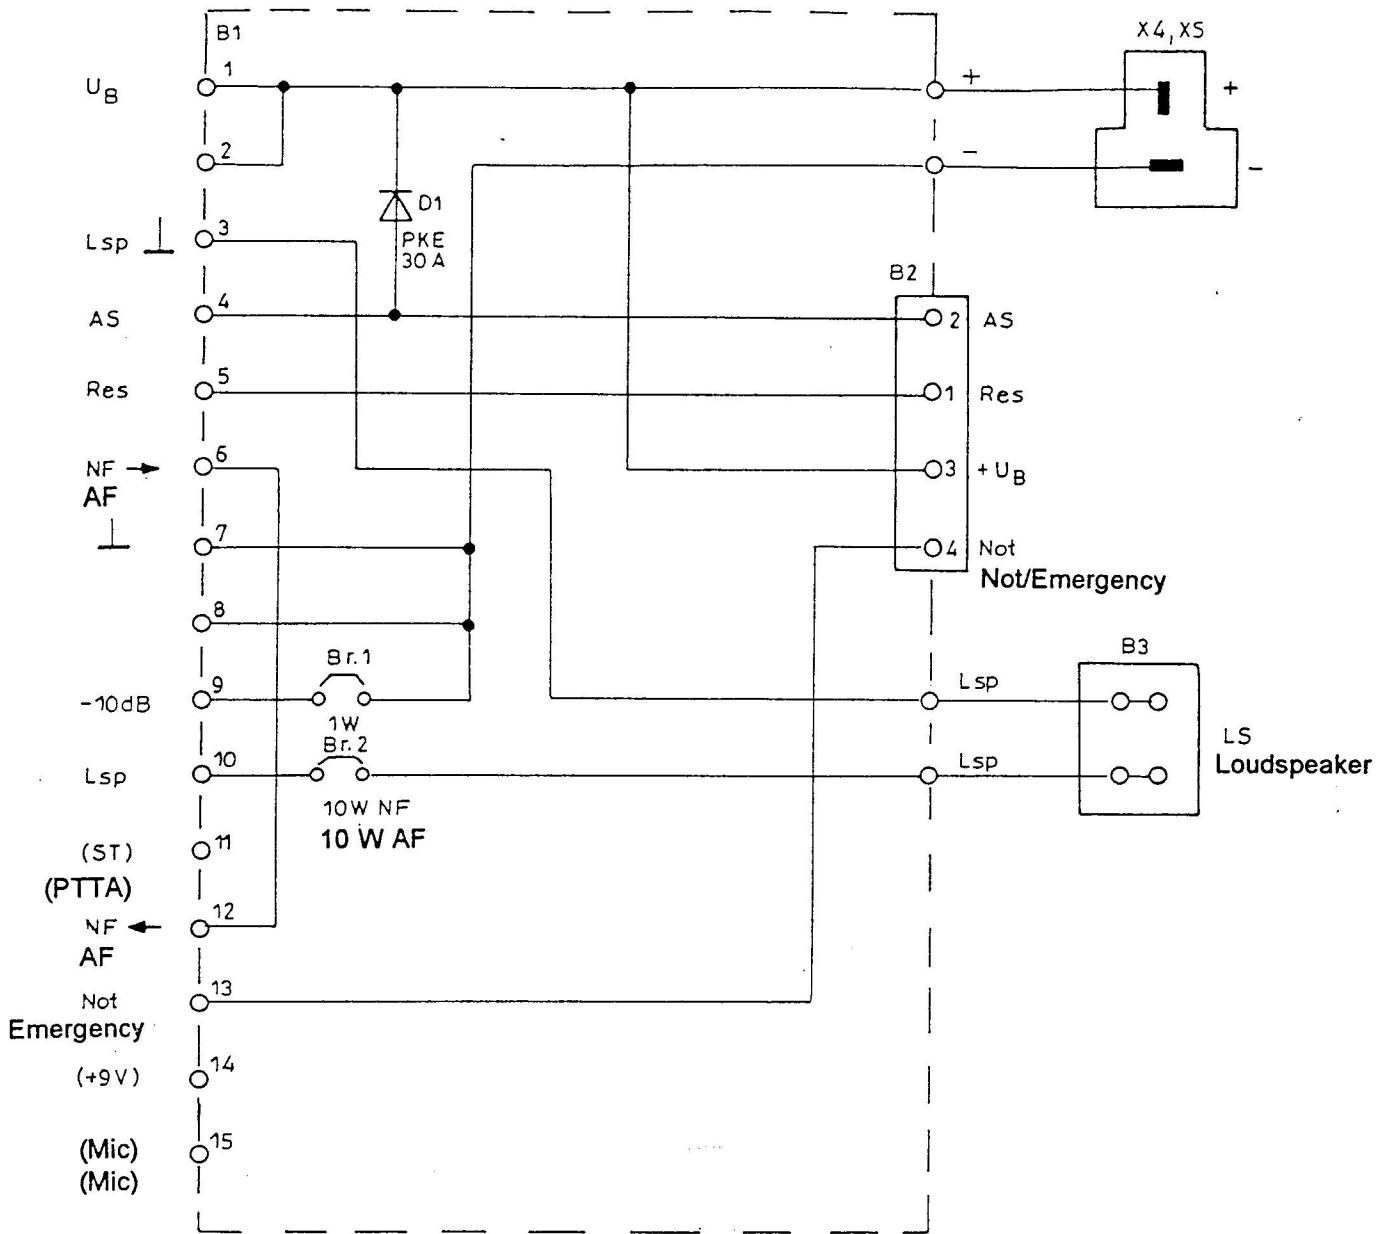 B1
X4, X5
U_B
1
+
+
2
-
-
Lsp
3
D1
PKE
30 A
B2
AS
4
2
AS
Res
5
1
Res
NF →
6
3
+U_B
AF
7
4
Not
Not/Emergency
8
Br.1
B3
-10dB
9
1W
Lsp
LS
Loudspeaker
Br.2
Lsp
10
Lsp
10W NF
10 W AF
(ST)
11
(PTTA)
NF ←
12
AF
Not
13
Emergency
(+9V)
14
(Mic)
15
(Mic)